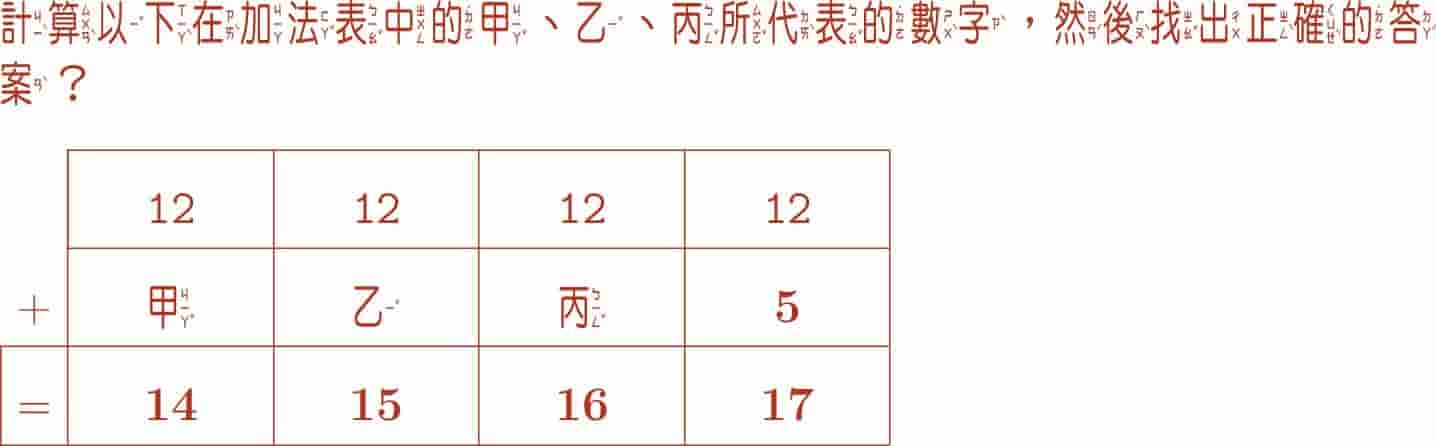 計算以下在加法表中的甲、乙、丙所代表的數字，然後找出正確的答
案？
12 12 12 12
+ 甲 乙 丙 5
= 14 15 16 17